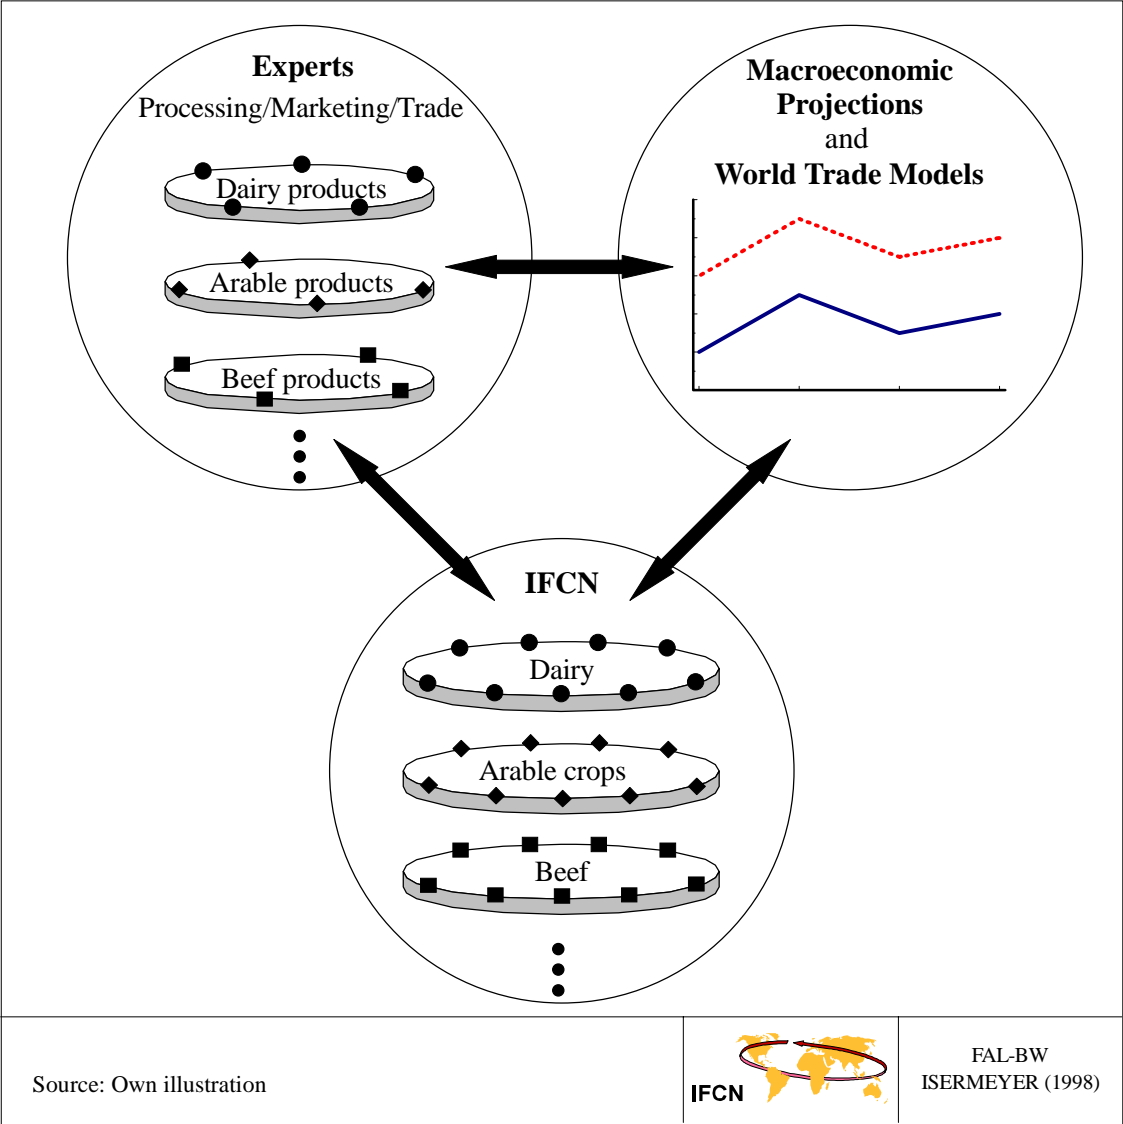 Experts
Processing/Marketing/Trade
Dairy products
Arable products
Beef products
Macroeconomic
Projections
and
World Trade Models
IFCN
Dairy
Arable crops
Beef
Source: Own illustration
IFCN
FAL-BW
ISERMEYER (1998)